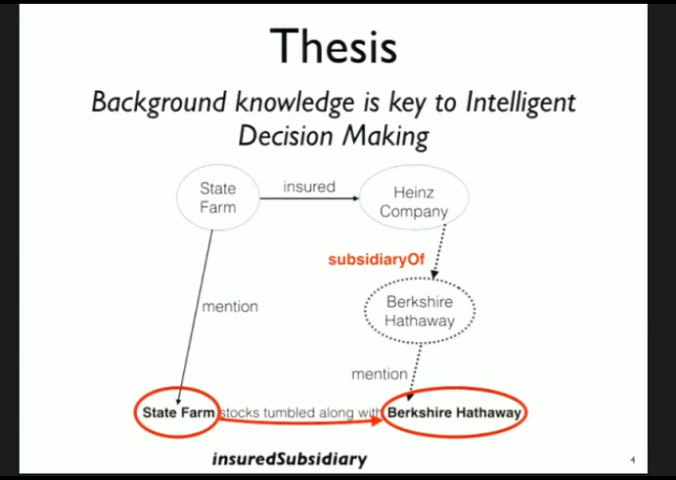 Thesis
Background knowledge is key to Intelligent
Decision Making
State
Farm
insured
Heinz
Company
subsidiaryOf
Berkshire
Hathaway
mention
mention
State Farm stocks tumbled along with Berkshire Hathaway
insuredSubsidiary
4